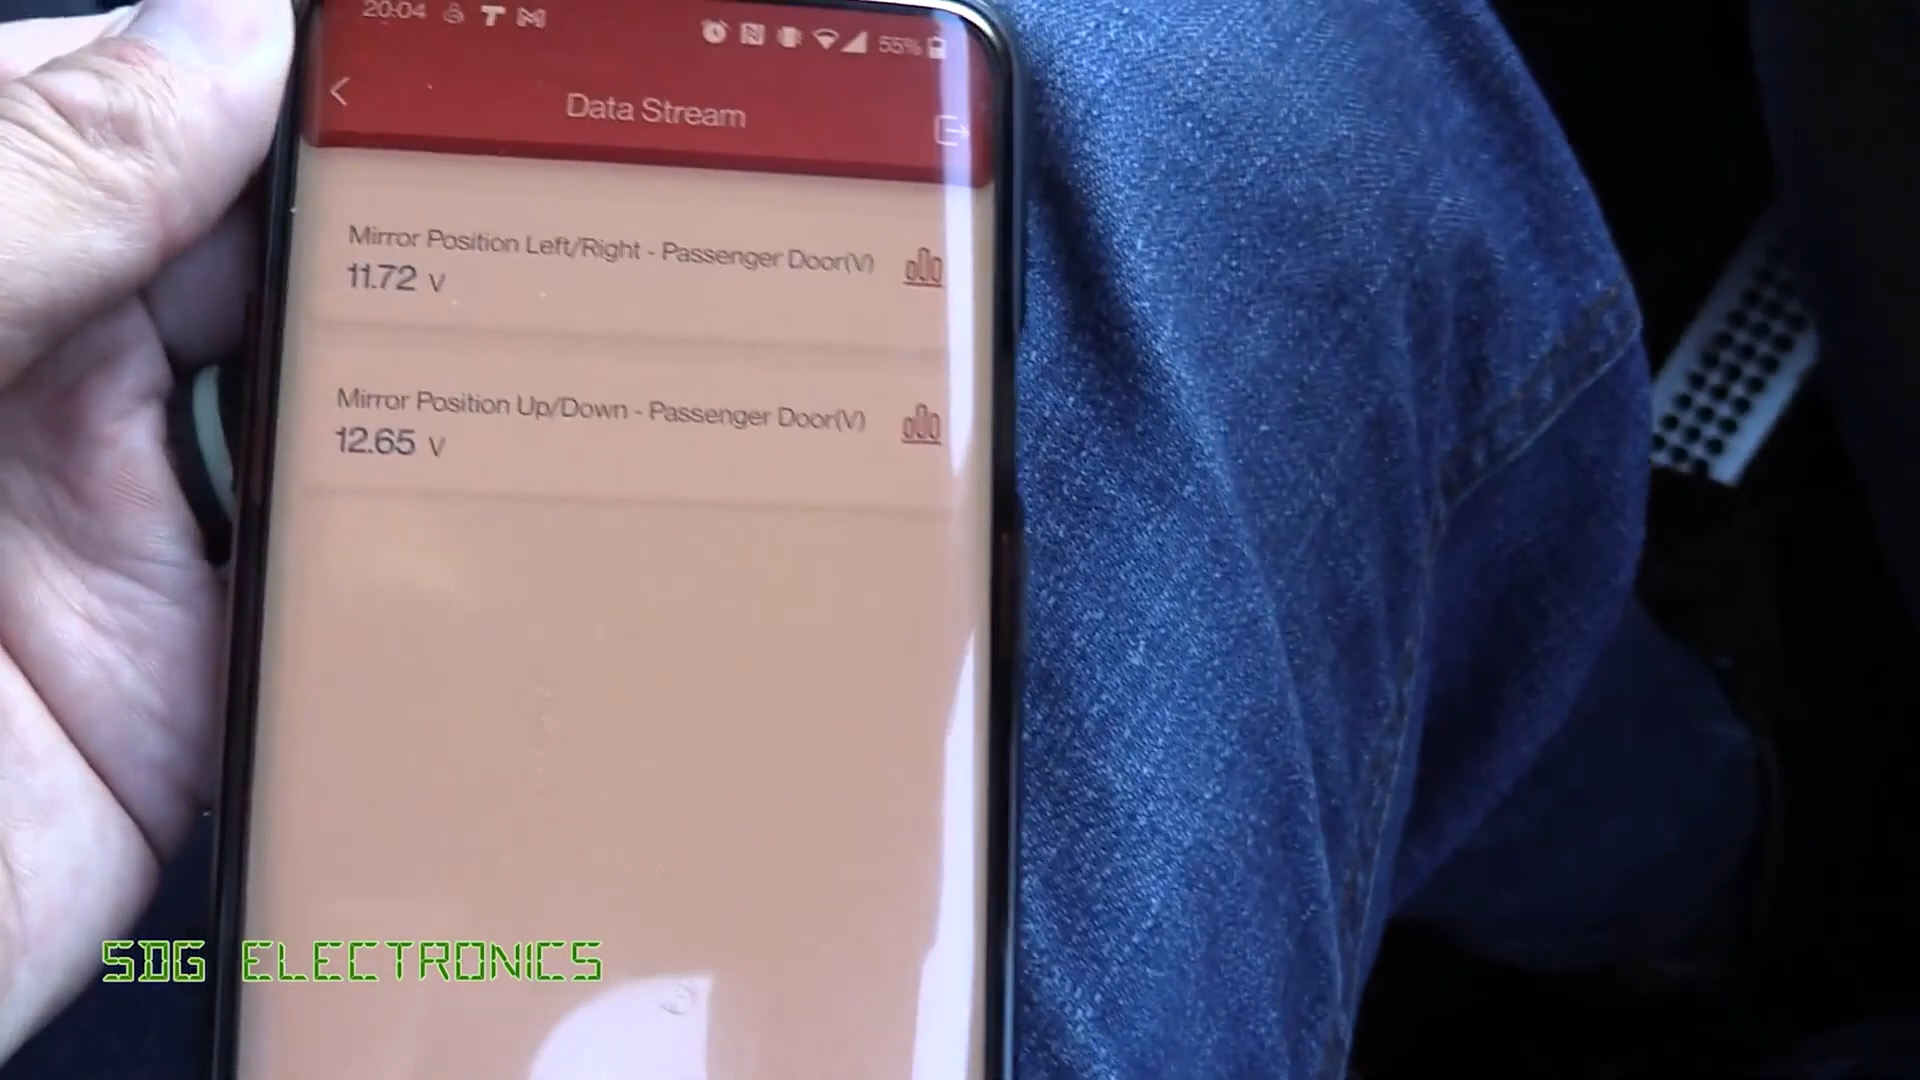 20:04
55%
Data Stream
Mirror Position Left/Right - Passenger Door(V)
11.72 V
Mirror Position Up/Down - Passenger Door(V)
12.65 V
SDG ELECTRONICS